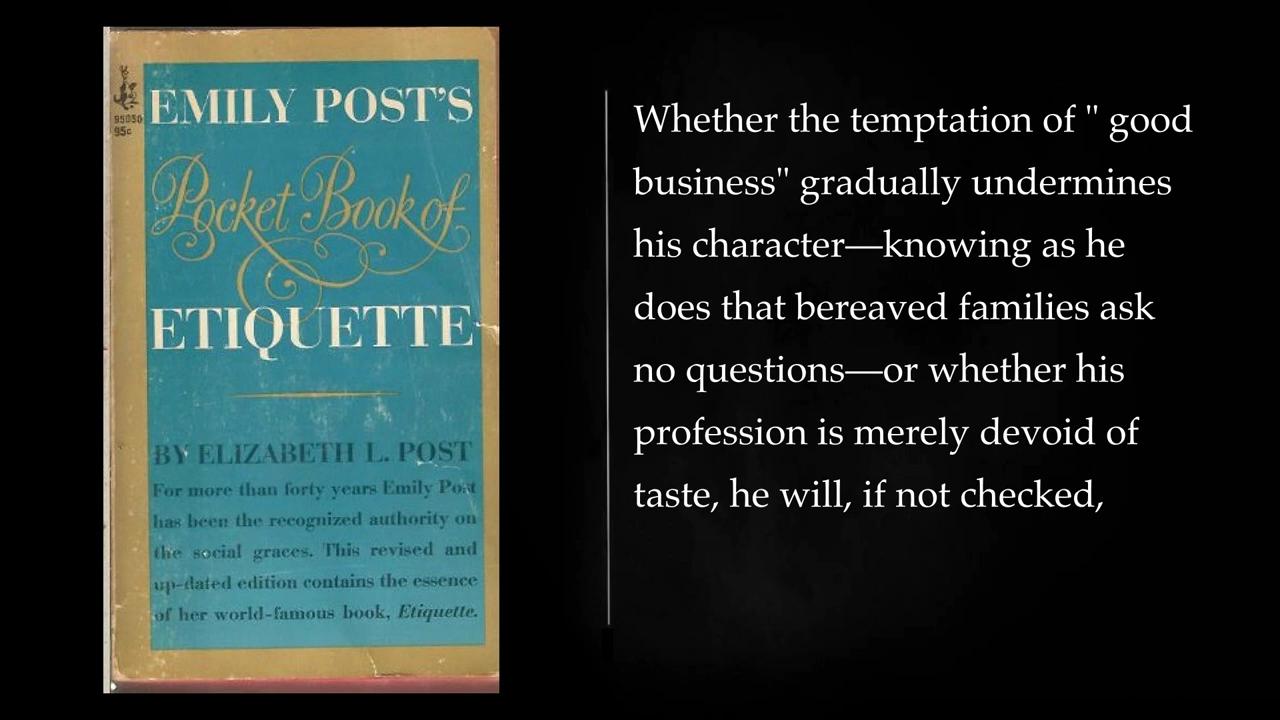 95050
95c
EMILY POST'S
Pocket Book of
ETIQUETTE
BY ELIZABETH L. POST
For more than forty years Emily Post
has been the recognized authority on
the social graces. This revised and
up-dated edition contains the essence
of her world-famous book, Etiquette.
Whether the temptation of " good
business" gradually undermines
his character—knowing as he
does that bereaved families ask
no questions—or whether his
profession is merely devoid of
taste, he will, if not checked,